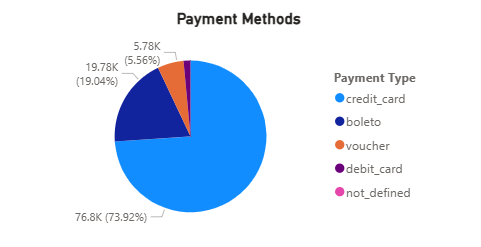 Payment Methods
5.78K
(5.56%)
19.78K
(19.04%)
76.8K (73.92%)
Payment Type
credit_card
boleto
voucher
debit_card
not_defined